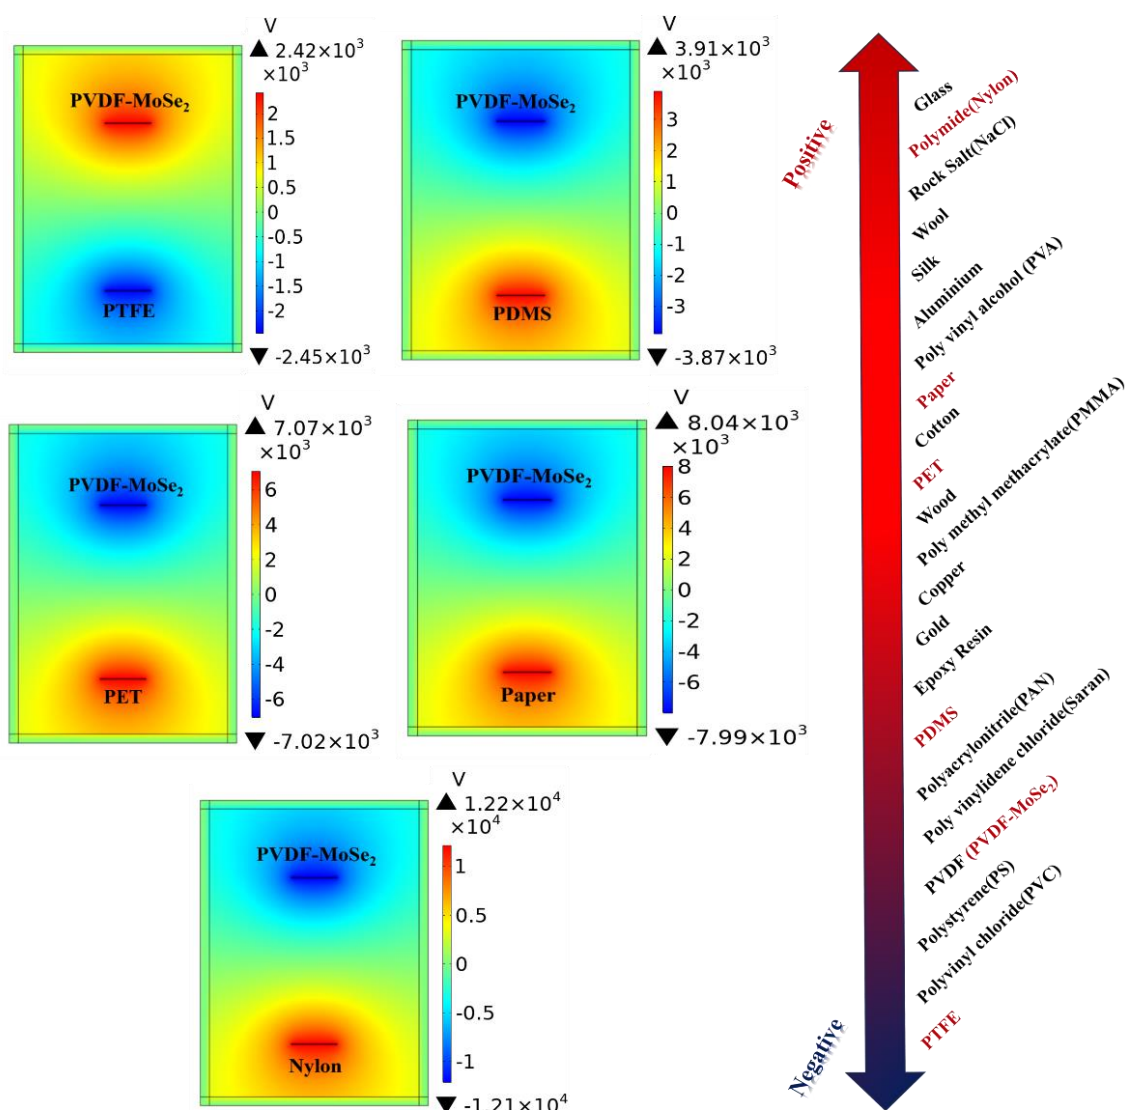 V
▲ 2.42×10³
×10³
PVDF-MoSe₂
2
1.5
1
0.5
0
-0.5
-1
-1.5
-2
PTFE
▼ -2.45×10³
V
▲ 3.91×10³
×10³
PVDF-MoSe₂
3
2
1
0
-1
-2
-3
PDMS
▼ -3.87×10³
V
▲ 7.07×10³
×10³
PVDF-MoSe₂
6
4
2
0
-2
-4
-6
PET
▼ -7.02×10³
V
▲ 8.04×10³
×10³
PVDF-MoSe₂
8
6
4
2
0
-2
-4
-6
Paper
▼ -7.99×10³
V
▲ 1.22×10⁴
×10⁴
PVDF-MoSe₂
1
0.5
0
-0.5
-1
Nylon
▼ -1.21×10⁴
Positive
Glass
Polymide(Nylon)
Rock Salt(NaCl)
Wool
Silk
Aluminium
Poly vinyl alcohol (PVA)
Paper
Cotton
PET
Wood
Poly methyl methacrylate(PMMA)
Copper
Gold
Epoxy Resin
PDMS
Polyacrylonitrile(PAN)
Poly vinylidene chloride(Saran)
PVDF (PVDF-MoSe₂)
Polystyrene(PS)
Polyvinyl chloride(PVC)
PTFE
Negative